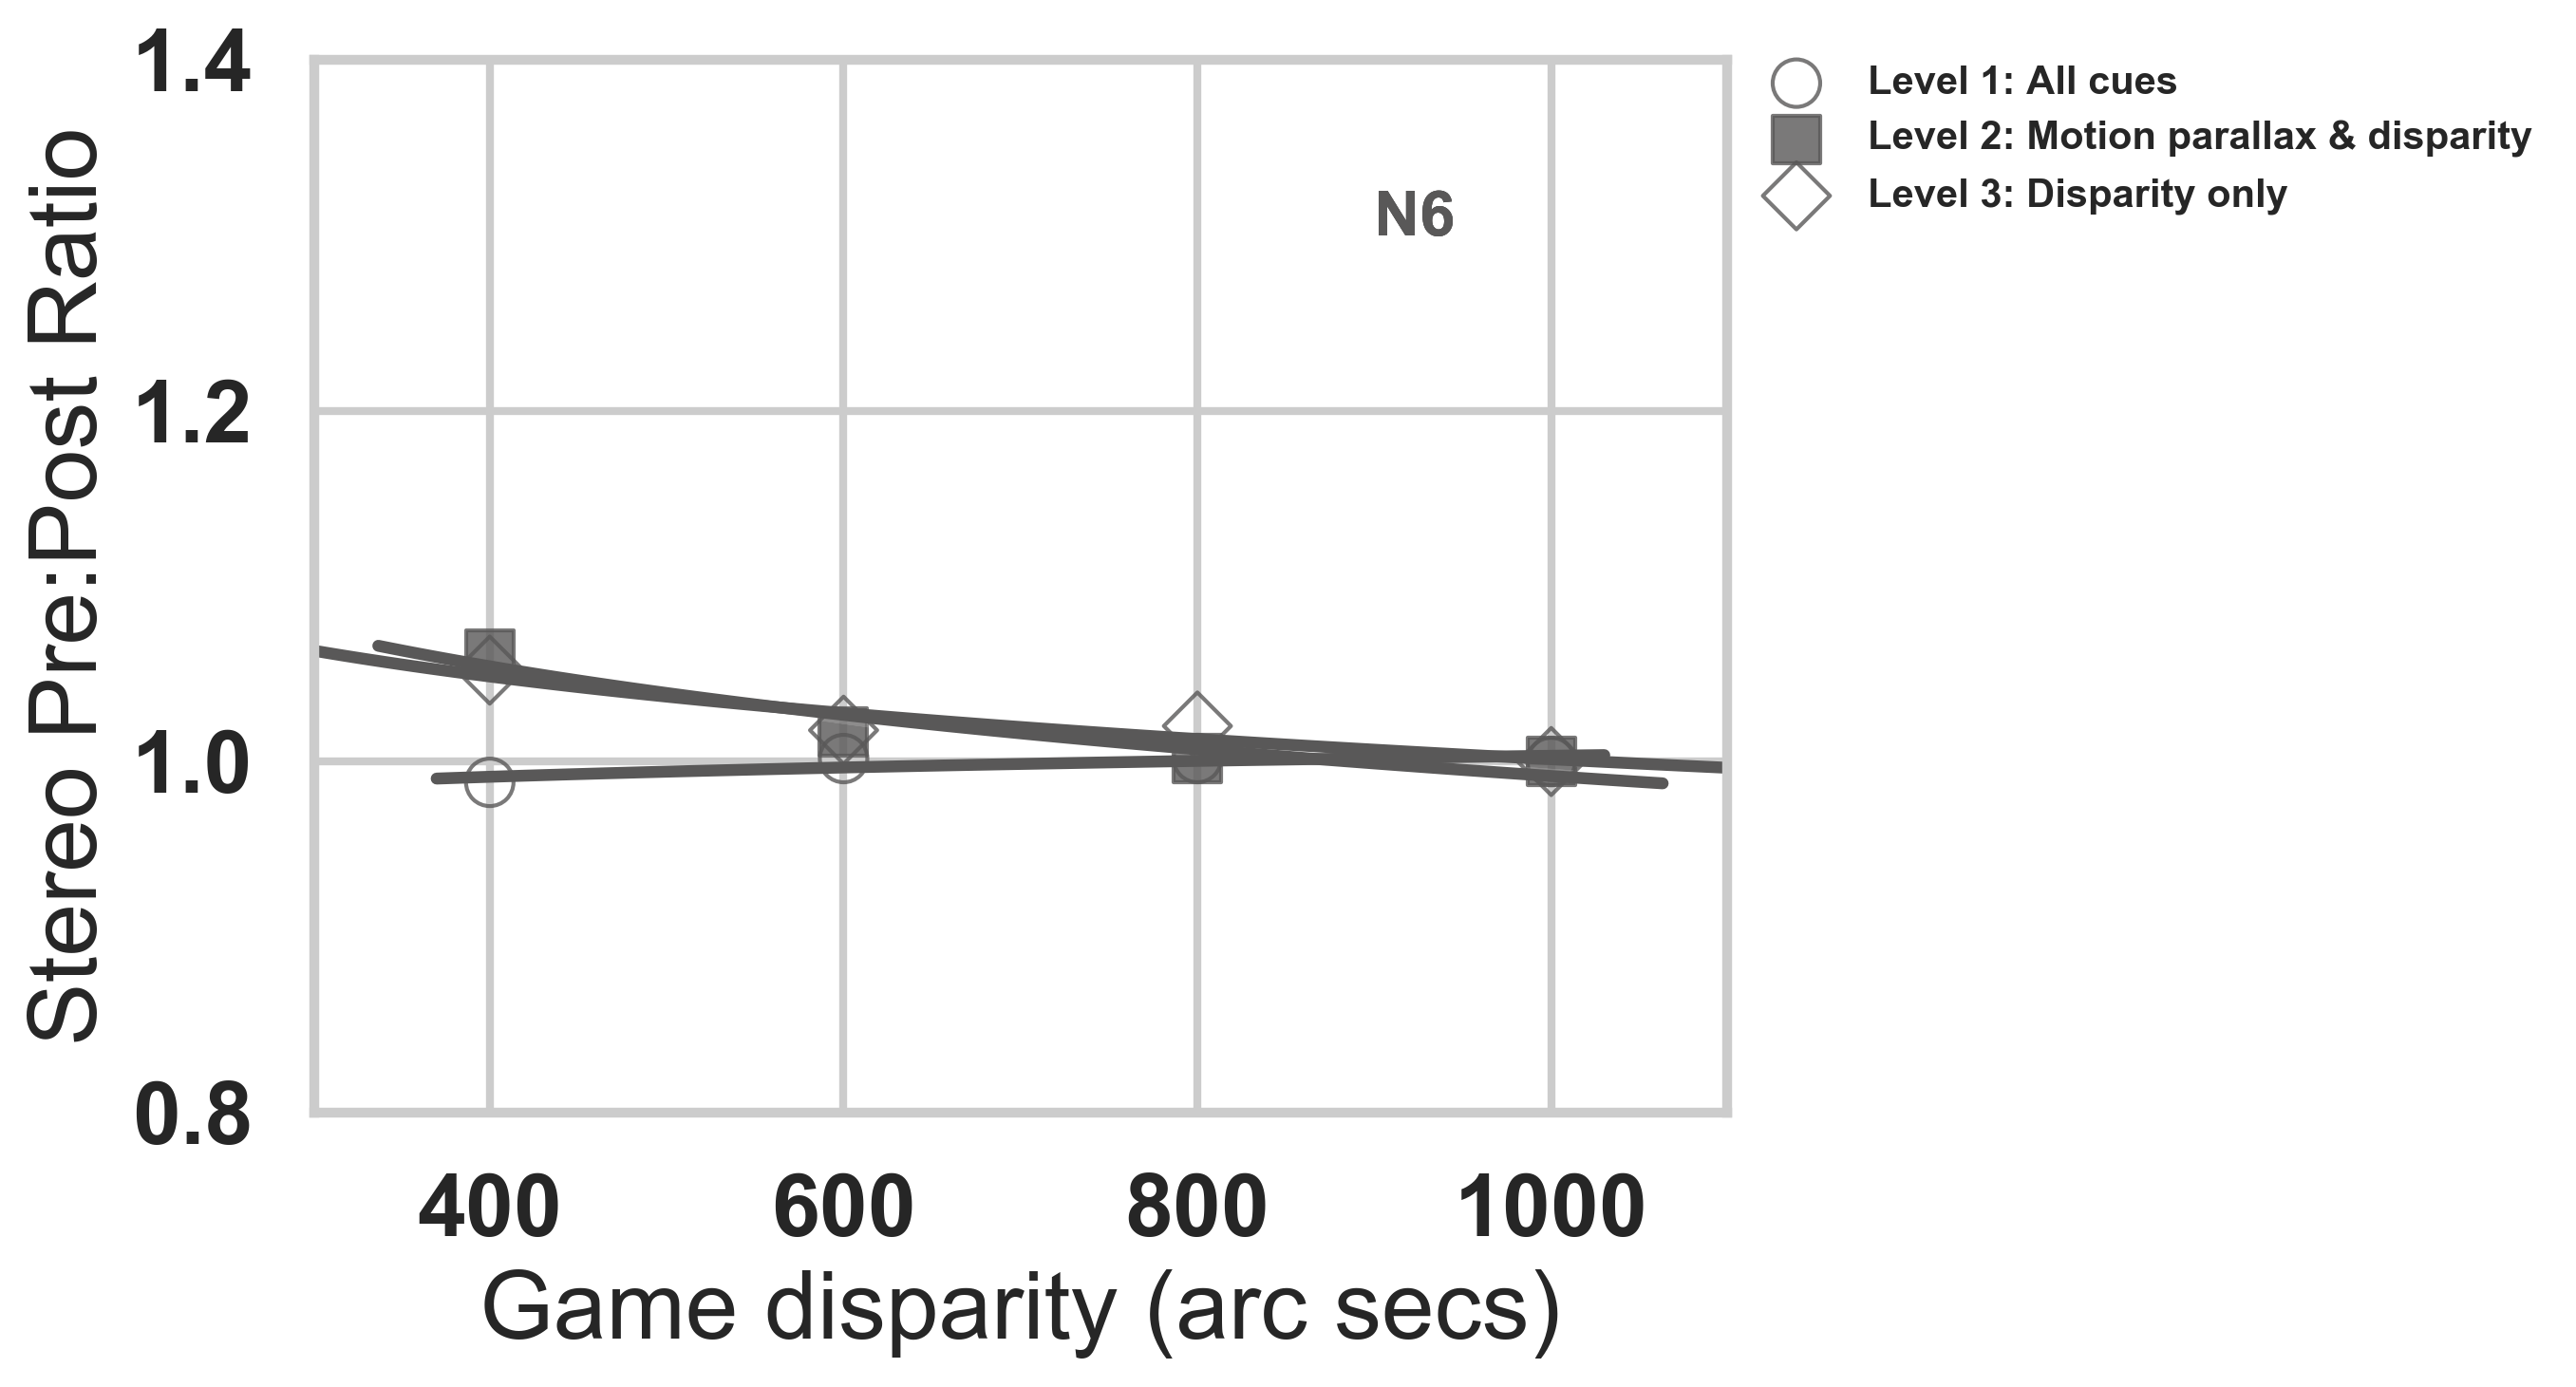 1.4
1.2
1.0
0.8
Stereo Pre:Post Ratio
N6
400 600 800 1000
Game disparity (arc secs)
Level 1: All cues
Level 2: Motion parallax & disparity
Level 3: Disparity only